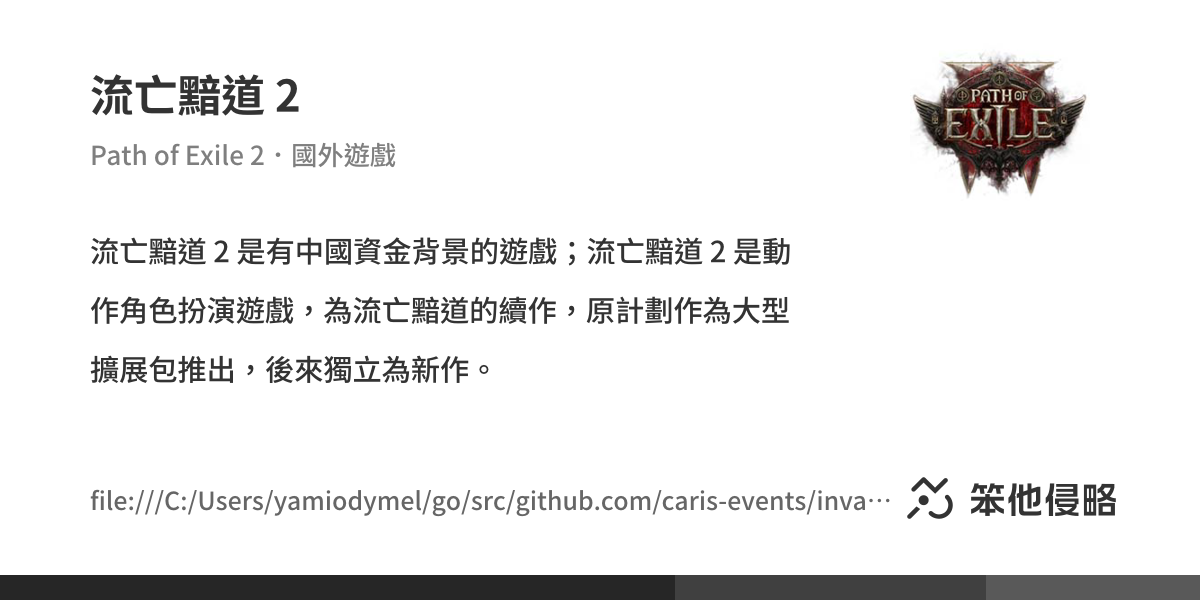 流亡黯道 2
Path of Exile 2・國外遊戲
PATH OF
EXILE
流亡黯道 2 是有中國資金背景的遊戲；流亡黯道 2 是動
作角色扮演遊戲，為流亡黯道的續作，原計劃作為大型
擴展包推出，後來獨立為新作。
file:///C:/Users/yamiodymel/go/src/github.com/caris-events/inva…
笨他侵略